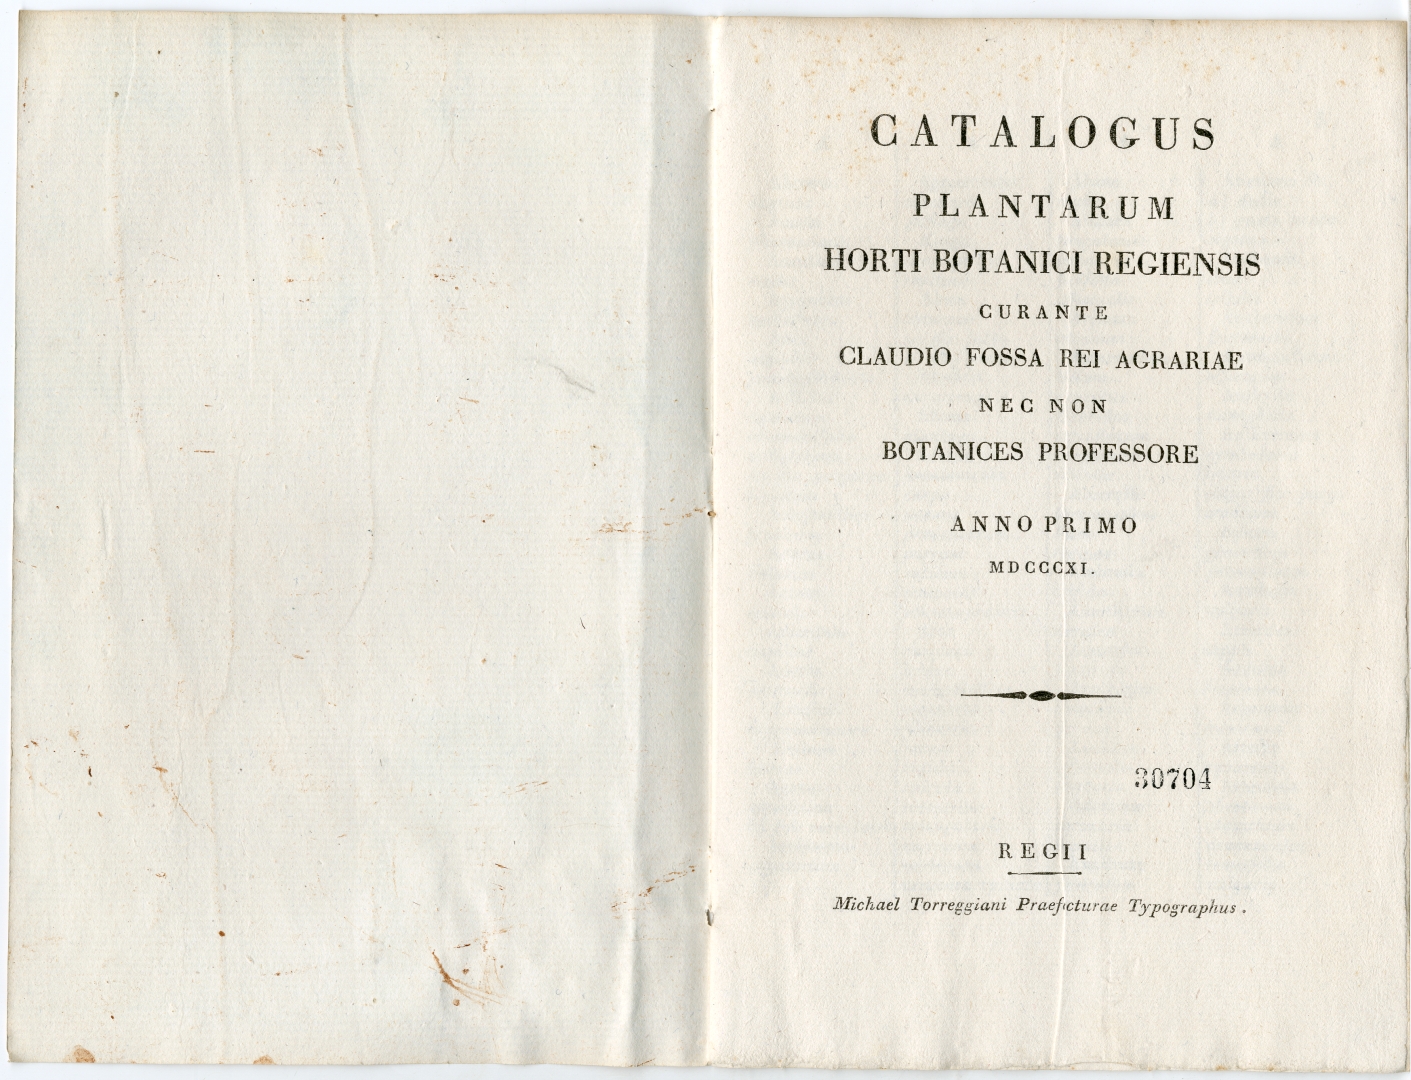 CATALOGUS
PLANTARUM
HORTI BOTANICI REGIENSIS
CURANTE
CLAUDIO FOSSA REI AGRARIAE
NEC NON
BOTANICES PROFESSORE
ANNO PRIMO
MDCCCXI.
30704
REGII
Michael Torreggiani Praefecturae Typographus.